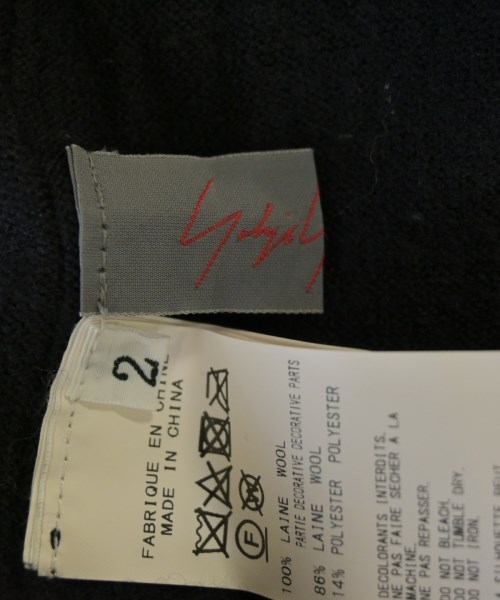 Yohji Y
2
FABRIQUE EN CHINE
MADE IN CHINA
F
100% LAINE WOOL
PARTIE DECORATIVE DECORATIVE PARTS
86% LAINE WOOL
14% POLYESTER POLYESTER
DECOLORANTS INTERDITS.
NE PAS FAIRE SECHER A LA
MACHINE.
NE PAS REPASSER.
DO NOT BLEACH.
DO NOT TUMBLE DRY.
DO NOT IRON.